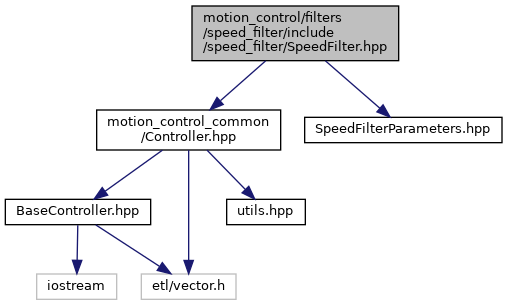 motion_control/filters
/speed_filter/include
/speed_filter/SpeedFilter.hpp
motion_control_common
/Controller.hpp
SpeedFilterParameters.hpp
BaseController.hpp
utils.hpp
iostream
etl/vector.h